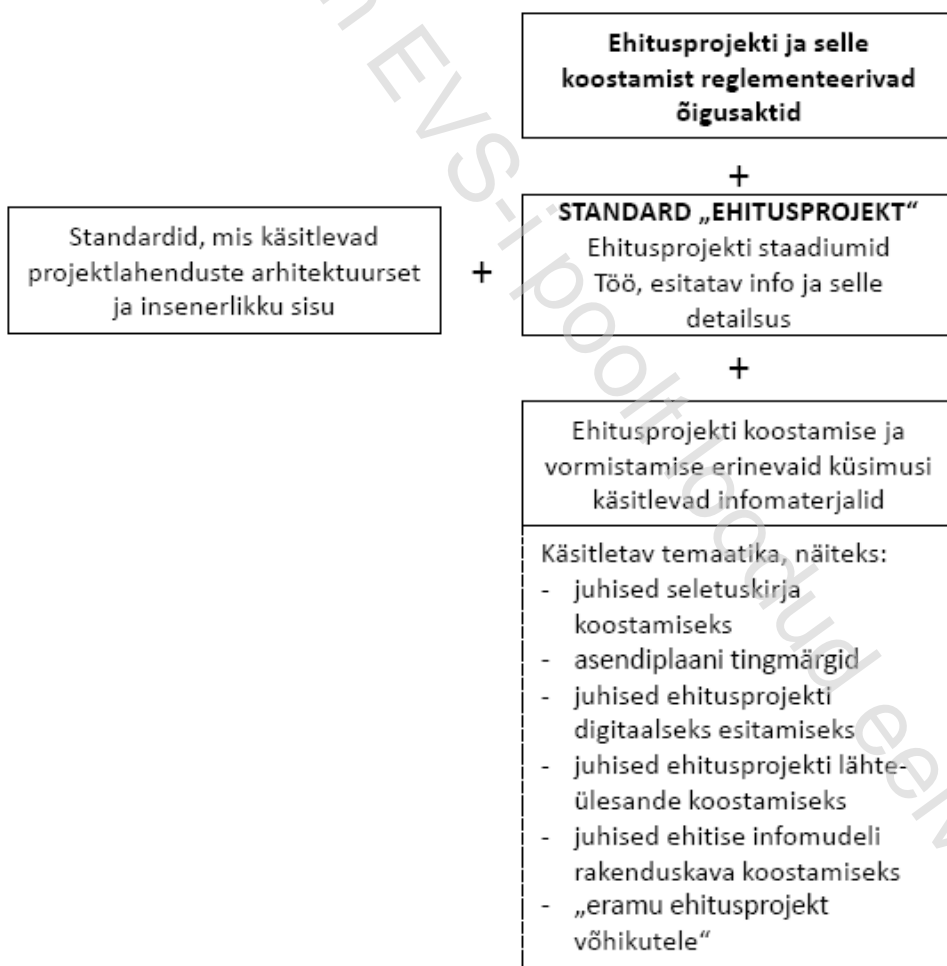 Ehitusprojekti ja selle
koostamist reglementeerivad
õigusaktid
+
Standardid, mis käsitlevad
projektlahenduste arhitektuurset
ja insenerlikku sisu
+
STANDARD „EHITUSPROJEKT“
Ehitusprojekti staadiumid
Töö, esitatav info ja selle
detailsus
+
Ehitusprojekti koostamise ja
vormistamise erinevaid küsimusi
käsitlevad infomaterjalid
Käsitletav temaatika, näiteks:
- juhised seletuskirja
koostamiseks
- asendiplaani tingmärgid
- juhised ehitusprojekti
digitaalseks esitamiseks
- juhised ehitusprojekti lähte-
ülesande koostamiseks
- juhised ehitise infomudeli
rakenduskava koostamiseks
- „eramu ehitusprojekt
võhikutele“
EVS-i poolt loodud